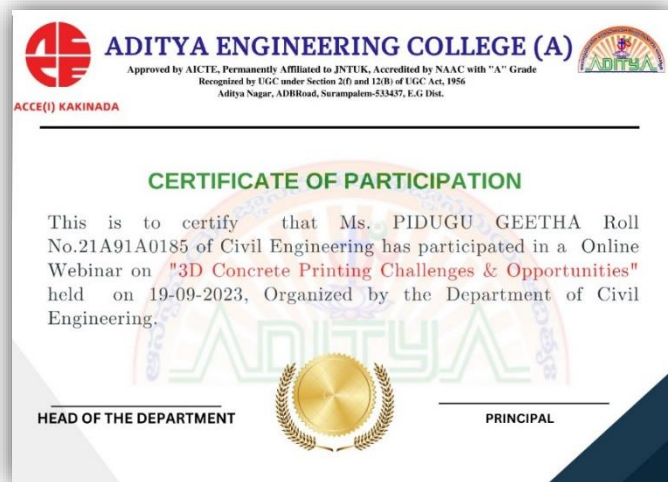 ADITYA ENGINEERING COLLEGE (A)
Approved by AICTE, Permanently Affiliated to JNTUK, Accredited by NAAC with "A" Grade
Recognized by UGC under Section 2(f) and 12(B) of UGC Act, 1956
Aditya Nagar, ADBRoad, Surampalem-533437, E.G Dist.
ACCE(I) KAKINADA
ADITYA
CERTIFICATE OF PARTICIPATION
This is to certify that Ms. PIDUGU GEETHA Roll
No.21A91A0185 of Civil Engineering has participated in a Online
Webinar on "3D Concrete Printing Challenges & Opportunities"
held on 19-09-2023, Organized by the Department of Civil
Engineering.
ADITYA
HEAD OF THE DEPARTMENT
PRINCIPAL